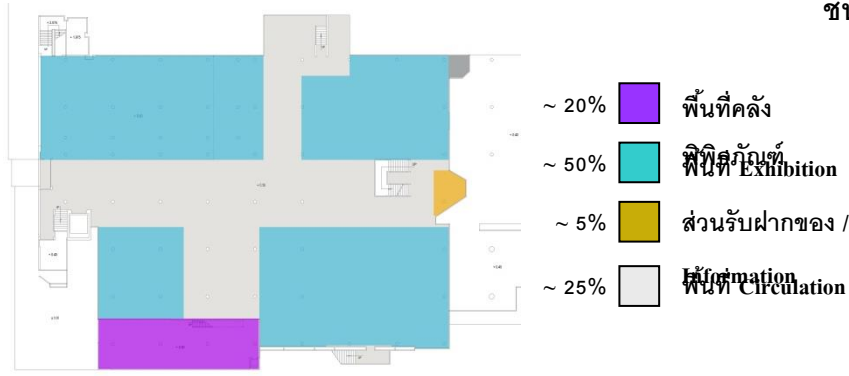 ชน
~ 20% พื้นที่คลัง
พิพิธภัณฑ์
~ 50% พื้นที่ Exhibition
~ 5% ส่วนรับฝากของ /
Information
~ 25% พื้นที่ Circulation